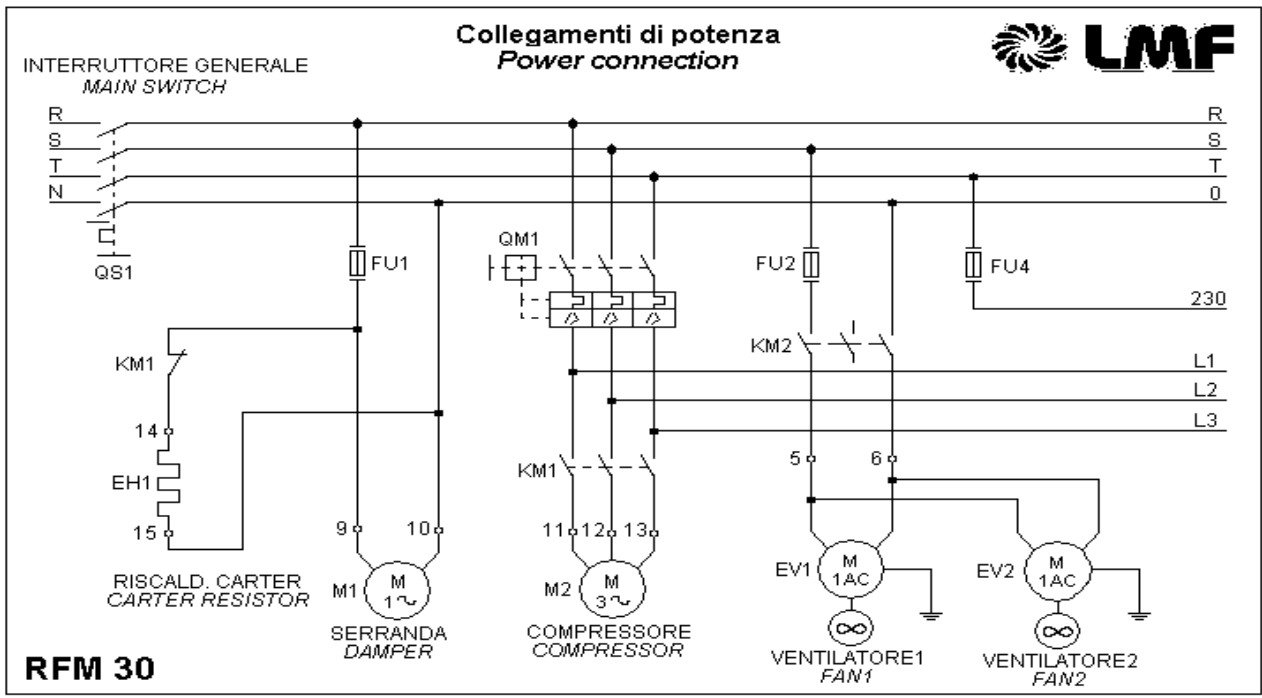 Collegamenti di potenza
Power connection
LMF
INTERRUTTORE GENERALE
MAIN SWITCH
R R
S S
T T
N 0
QS1
FU1
QM1
FU2
FU4
230
KM1
KM2
L1
L2
L3
14
KM1
5 6
EH1
15
9 10
11 12 13
EV1
M
1AC
EV2
M
1AC
RISCALD. CARTER
CARTER RESISTOR
M1
M
1
M2
M
3
SERRANDA
DAMPER
COMPRESSORE
COMPRESSOR
VENTILATORE1
FAN1
VENTILATORE2
FAN2
RFM 30